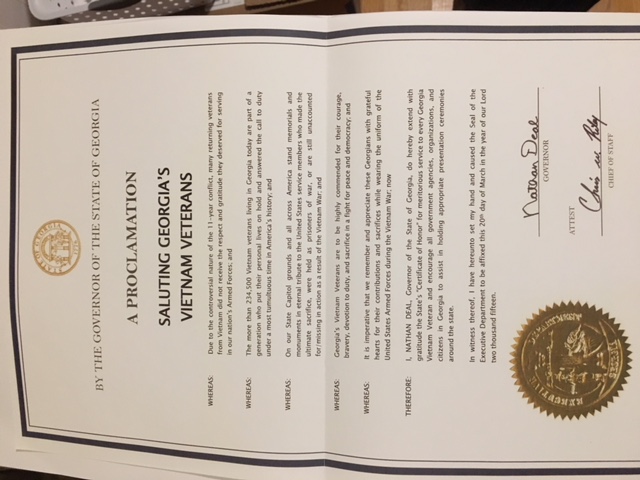 BY THE GOVERNOR OF THE STATE OF GEORGIA
A PROCLAMATION
SALUTING GEORGIA'S
VIETNAM VETERANS
WHEREAS: Due to the controversial nature of the 11-year conflict, many returning veterans
from Vietnam did not receive the respect and gratitude they deserved for serving
in our nation's Armed Forces; and
WHEREAS: The more than 234,500 Vietnam veterans living in Georgia today are part of a
generation who put their personal lives on hold and answered the call to duty
under a most tumultuous time in America's history; and
WHEREAS: On our State Capitol grounds and all across America stand memorials and
monuments in eternal tribute to the United States service members who made the
ultimate sacrifice, were held as prisoners of war, or are still unaccounted
for/missing in action as a result of the Vietnam War; and
WHEREAS: Georgia's Vietnam Veterans are to be highly commended for their courage,
bravery, devotion to duty, and sacrifice in a fight for peace and democracy; and
WHEREAS: It is imperative that we remember and appreciate these Georgians with grateful
hearts for their contributions and sacrifices while wearing the uniform of the
United States Armed Forces during the Vietnam War; now
THEREFORE: I, NATHAN DEAL, Governor of the State of Georgia, do hereby extend with
gratitude the State's "Certificate of Honor" for meritorious service to every Georgia
Vietnam Veteran and encourage all government agencies, organizations, and
citizens in Georgia to assist in holding appropriate presentation ceremonies
around the state.
In witness thereof, I have hereunto set my hand and caused the Seal of the
Executive Department to be affixed this 20th day of March in the year of our Lord
two thousand fifteen.
Nathan Deal
GOVERNOR
ATTEST
CHIEF OF STAFF